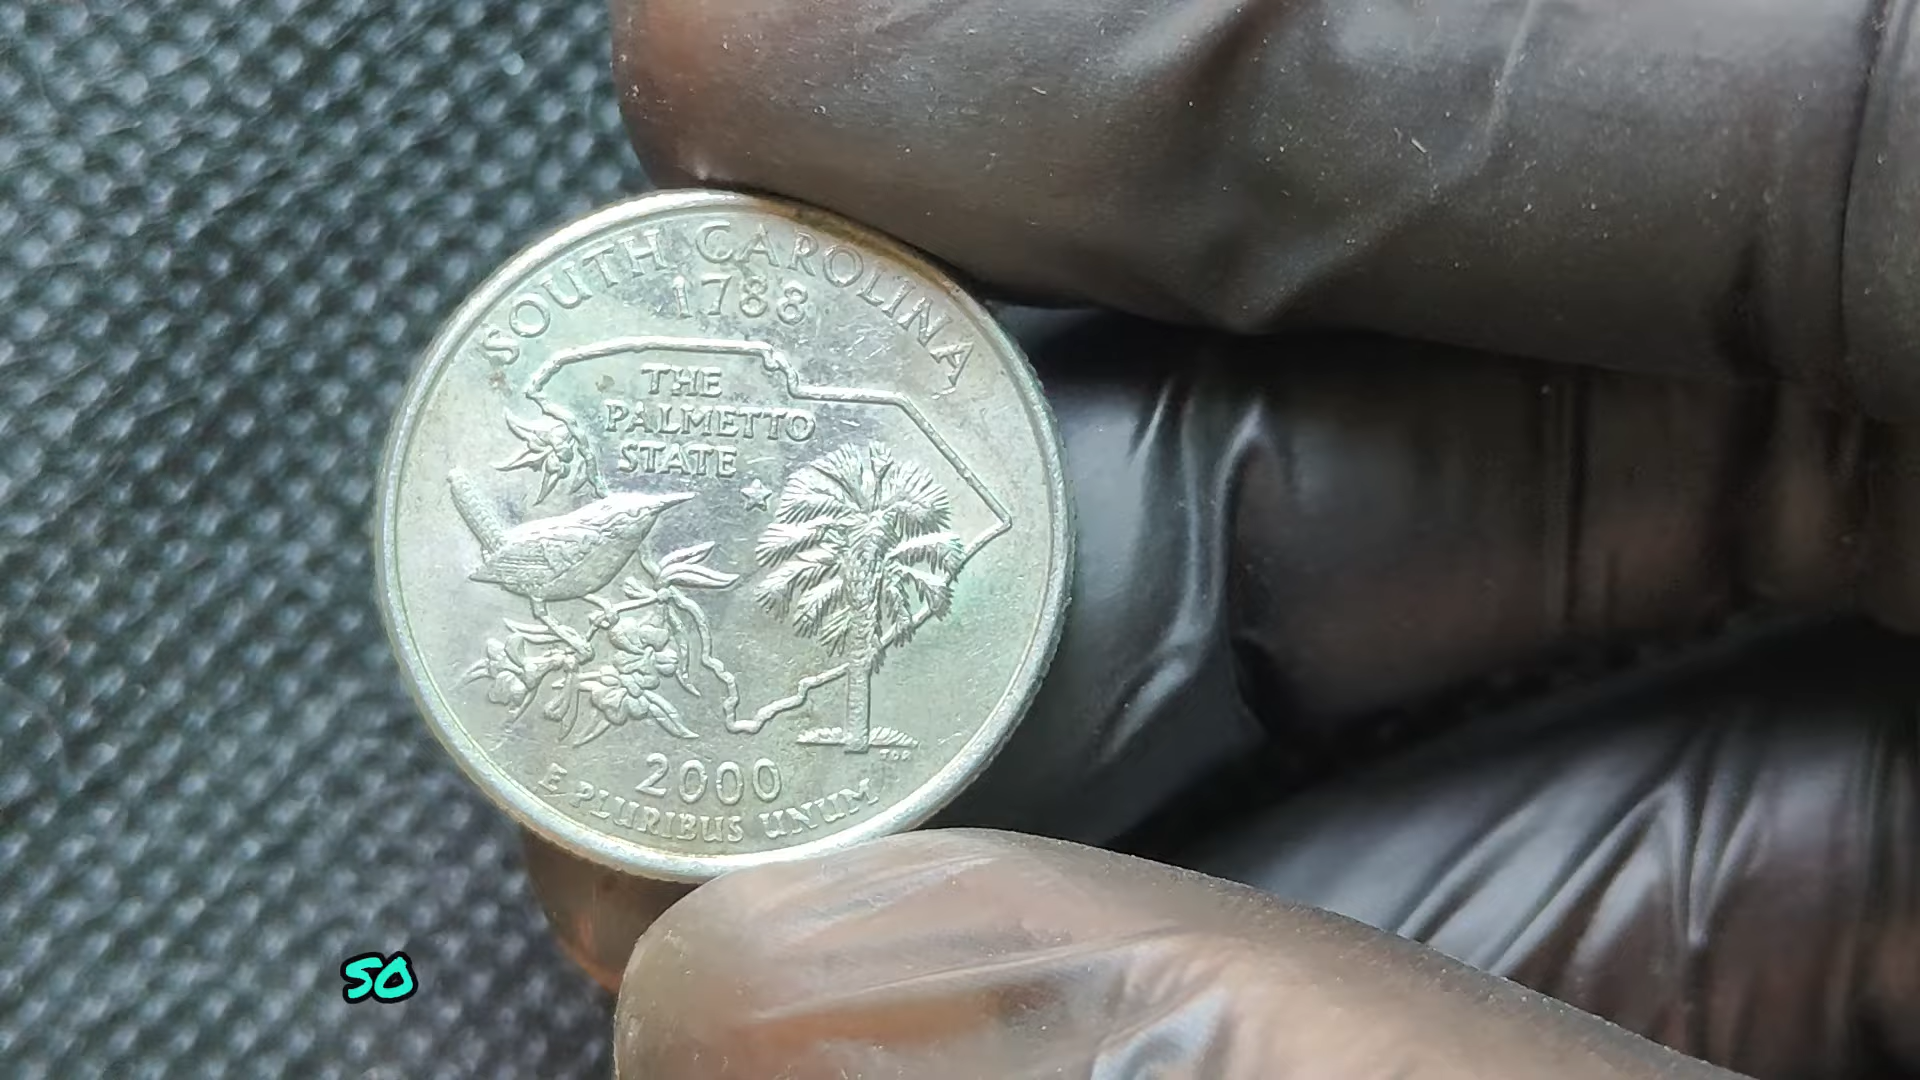 SOUTH CAROLINA
1788
THE
PALMETTO
STATE
2000
E PLURIBUS UNUM
so